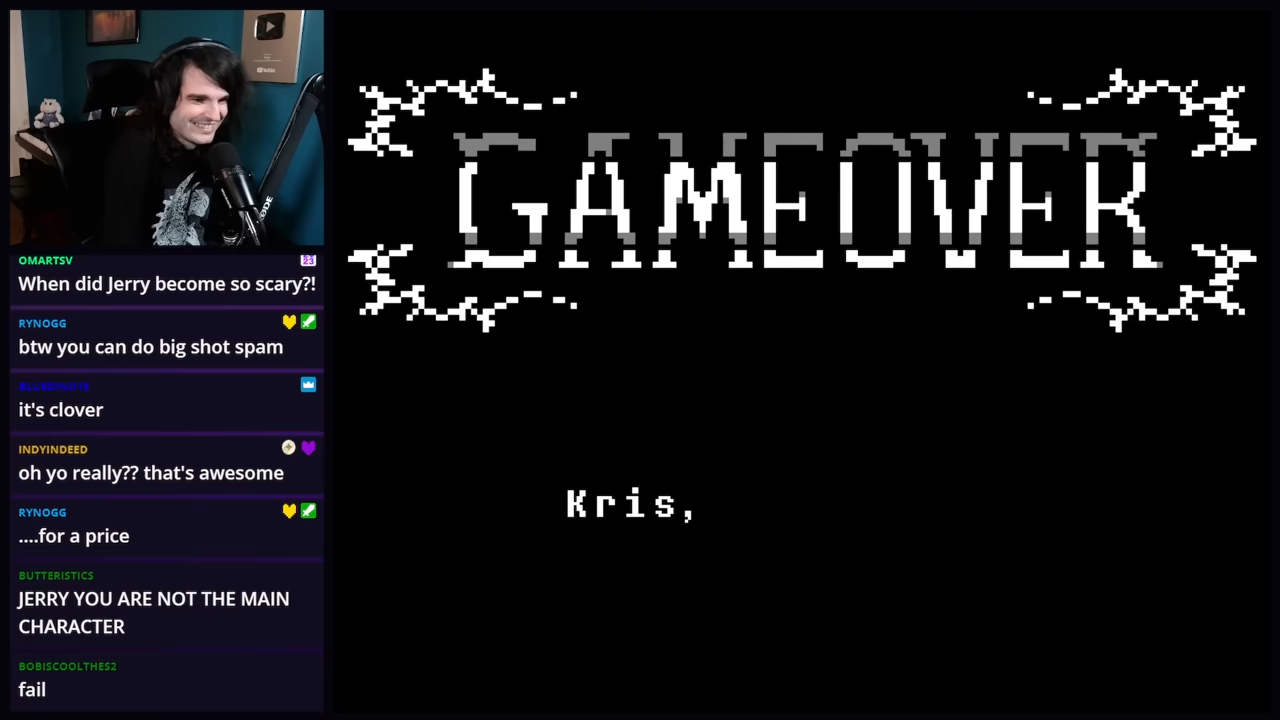 GAMEOVER
Kris,
OMARTSV
23
When did Jerry become so scary?!
RYNOGG
btw you can do big shot spam
it's clover
INDYINDEED
oh yo really?? that's awesome
RYNOGG
....for a price
BUTTERISTICS
JERRY YOU ARE NOT THE MAIN
CHARACTER
BOBISCOOLTHES2
fail